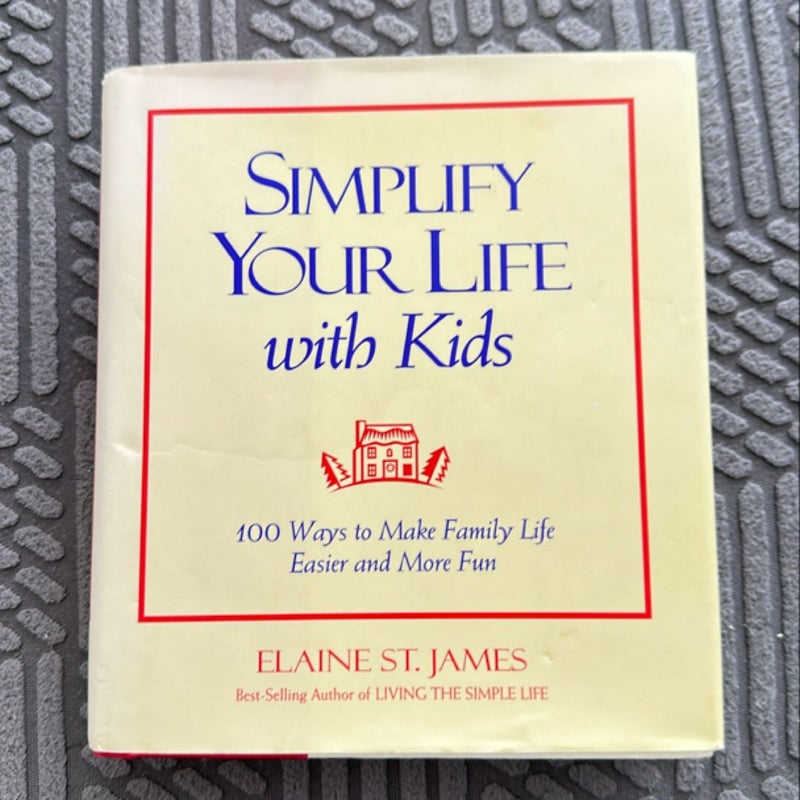 SIMPLIFY
YOUR LIFE
with Kids
100 Ways to Make Family Life
Easier and More Fun
ELAINE ST. JAMES
Best-Selling Author of LIVING THE SIMPLE LIFE